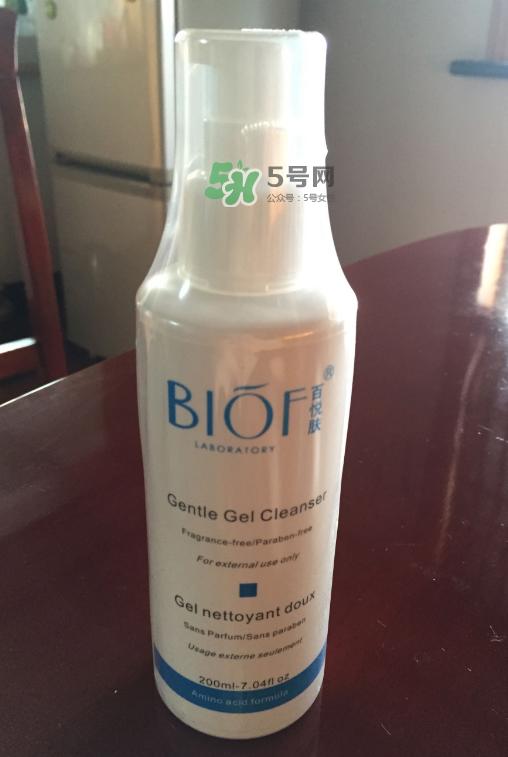 5H 5号网
公众号：5号女
BIŌF®
百悦肤
LABORATORY
Gentle Gel Cleanser
Fragrance-free/Paraben-free
For external use only
Gel nettoyant doux
Sans Parfum/Sans paraben
Usage externe seulement
200ml-7.04fl oz
Amino acid formula